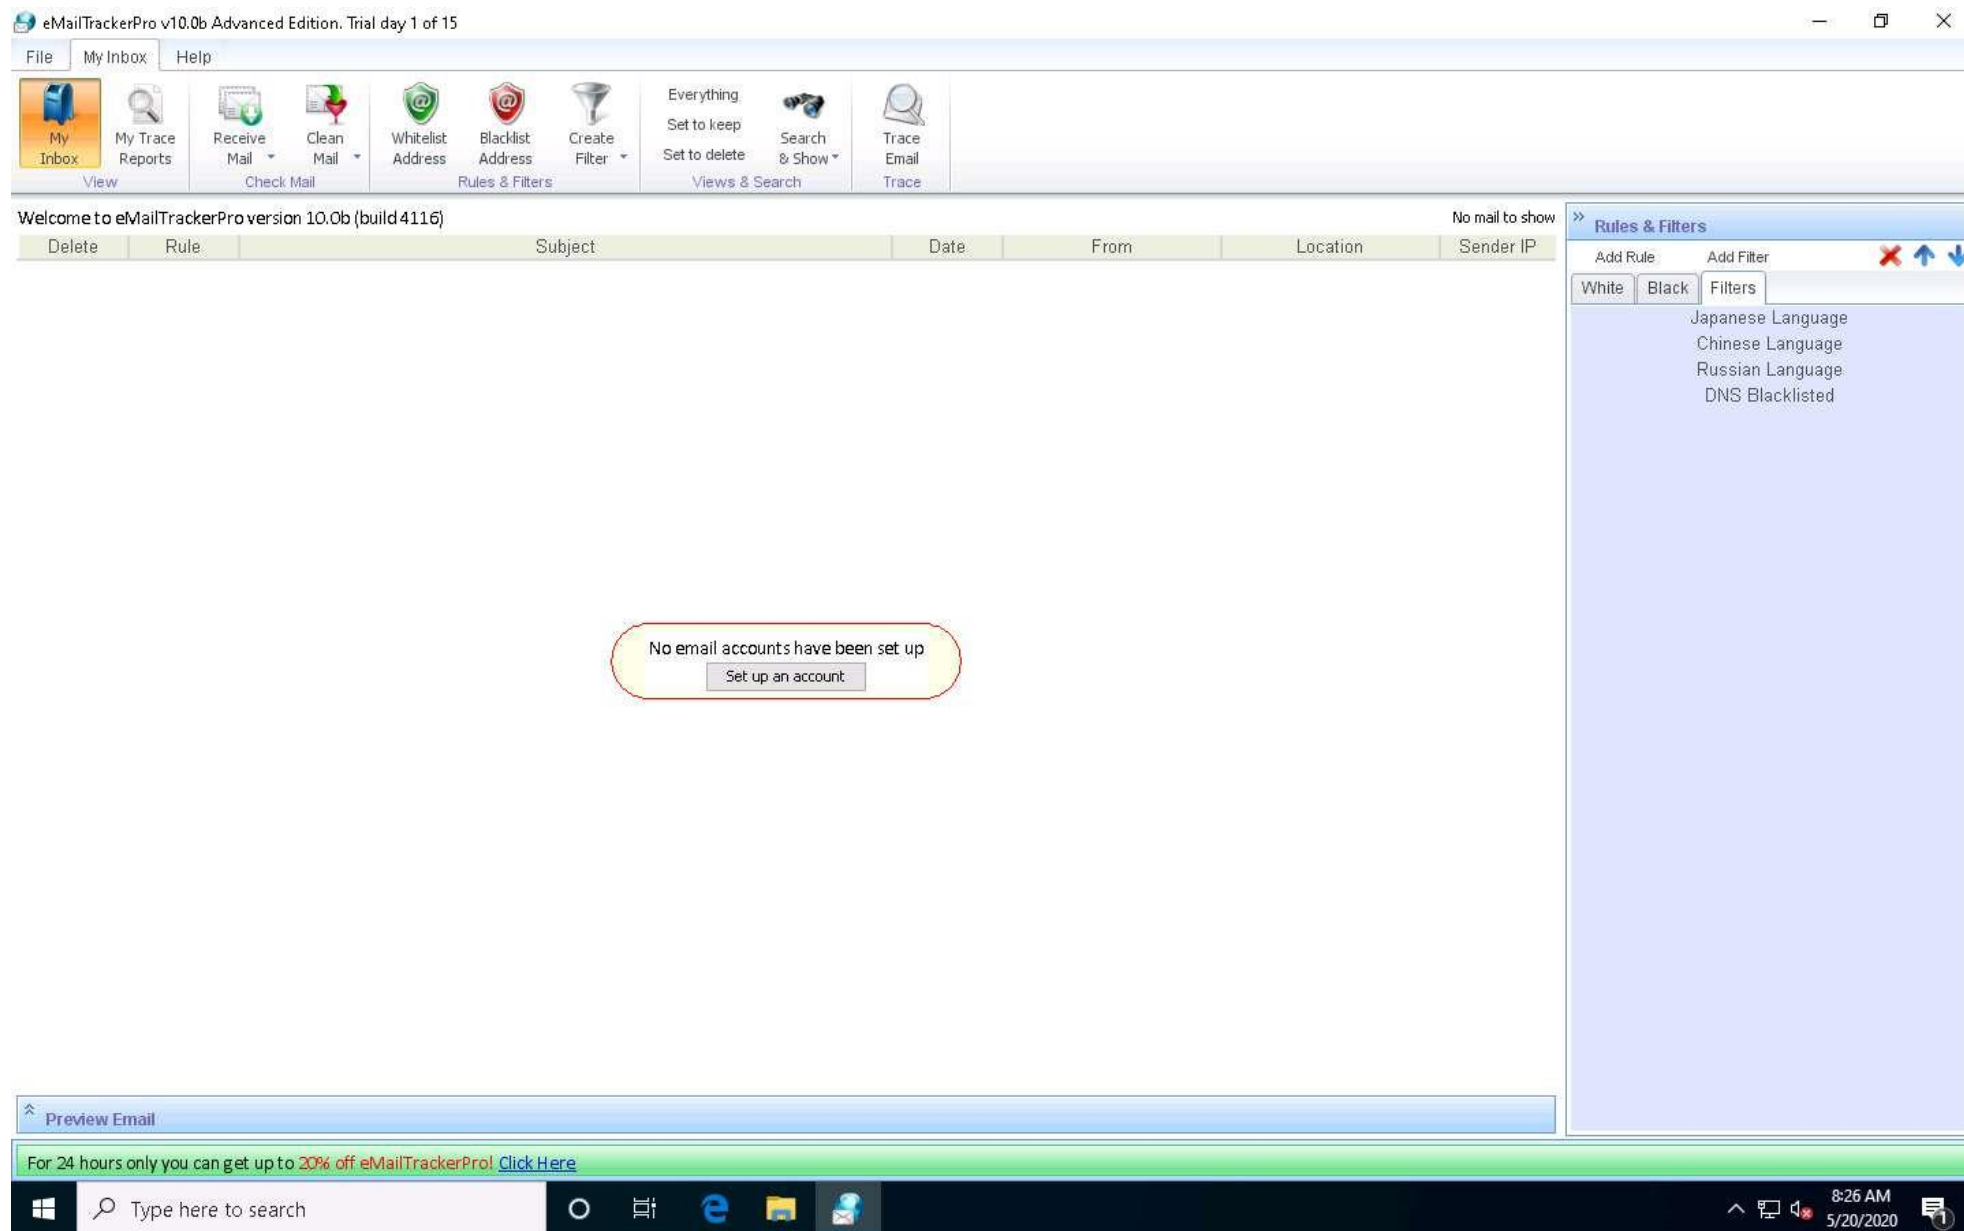 eMailTrackerPro v10.0b Advanced Edition. Trial day 1 of 15
File My Inbox Help
My Inbox
My Trace Reports
View
Receive Mail
Clean Mail
Check Mail
Whitelist Address
Blacklist Address
Create Filter
Rules & Filters
Everything
Set to keep
Set to delete
Search & Show
Views & Search
Trace Email
Trace
Welcome to eMailTrackerPro version 10.0b (build 4116)
No mail to show
Delete Rule Subject Date From Location Sender IP
No email accounts have been set up
Set up an account
Rules & Filters
Add Rule Add Filter
White Black Filters
Japanese Language
Chinese Language
Russian Language
DNS Blacklisted
Preview Email
For 24 hours only you can get up to 20% off eMailTrackerPro! Click Here
Type here to search
8:26 AM
5/20/2020
1